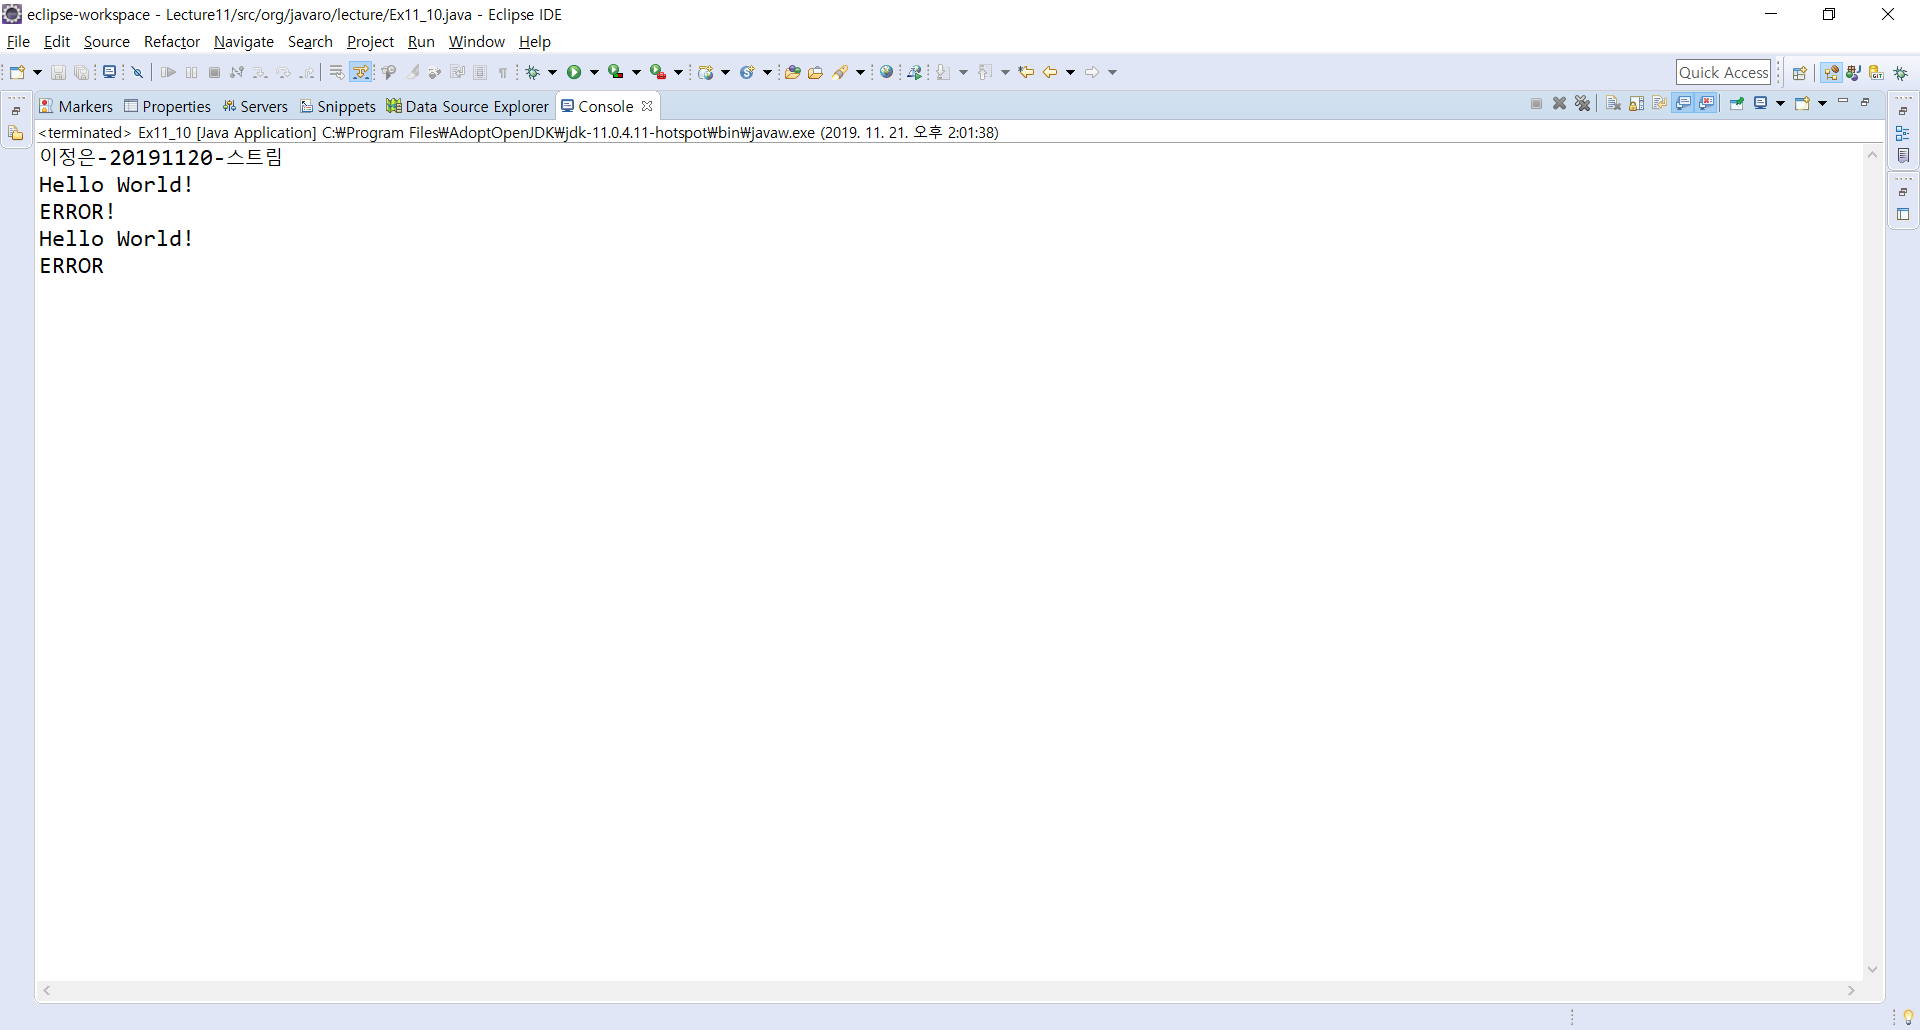 eclipse-workspace - Lecture11/src/org/javaro/lecture/Ex11_10.java - Eclipse IDE
File Edit Source Refactor Navigate Search Project Run Window Help
Quick Access
Markers Properties Servers Snippets Data Source Explorer Console
<terminated> Ex11_10 [Java Application] C:₩Program Files₩AdoptOpenJDK₩jdk-11.0.4.11-hotspot₩bin₩javaw.exe (2019. 11. 21. 오후 2:01:38)
이정은-20191120-스트림
Hello World!
ERROR!
Hello World!
ERROR